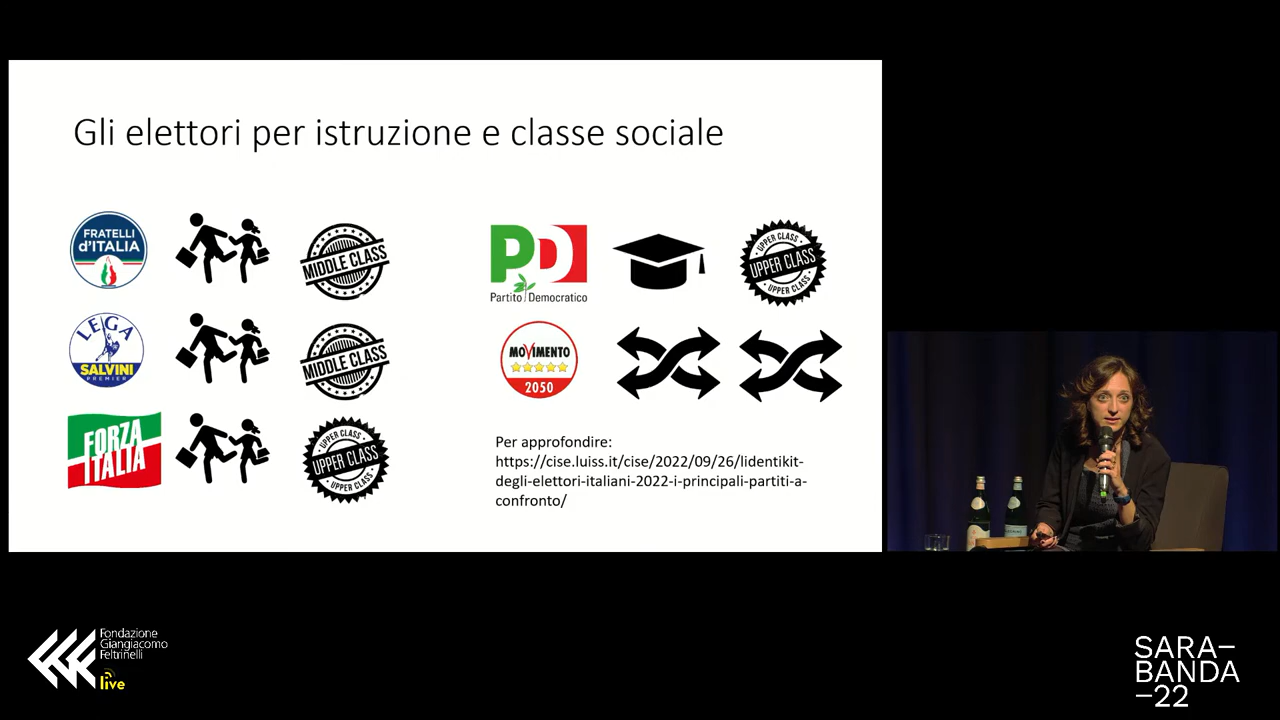 Gli elettori per istruzione e classe sociale
FRATELLI
d'ITALIA
MIDDLE CLASS
LEGA
SALVINI
PREMIER
MIDDLE CLASS
FORZA
ITALIA
UPPER CLASS
UPPER CLASS
UPPER CLASS
PD
Partito Democratico
UPPER CLASS
UPPER CLASS
UPPER CLASS
MOVIMENTO
2050
Per approfondire:
https://cise.luiss.it/cise/2022/09/26/lidentikit-
degli-elettori-italiani-2022-i-principali-partiti-a-
confronto/
Fondazione
Giangiacomo
Feltrinelli
live
SARA–
BANDA
–22